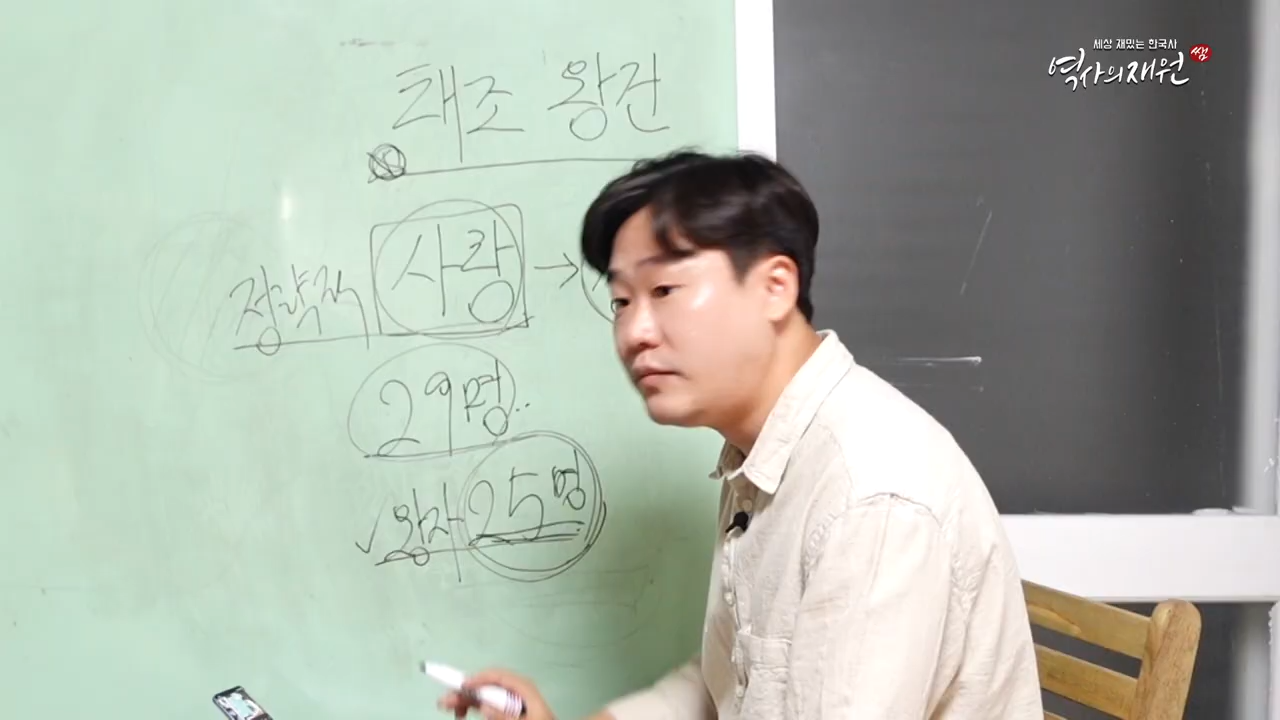 세상 재밌는 한국사
역사의재원 쌤
태조 왕건
정략적 사랑 →
29명..
왕자 25명